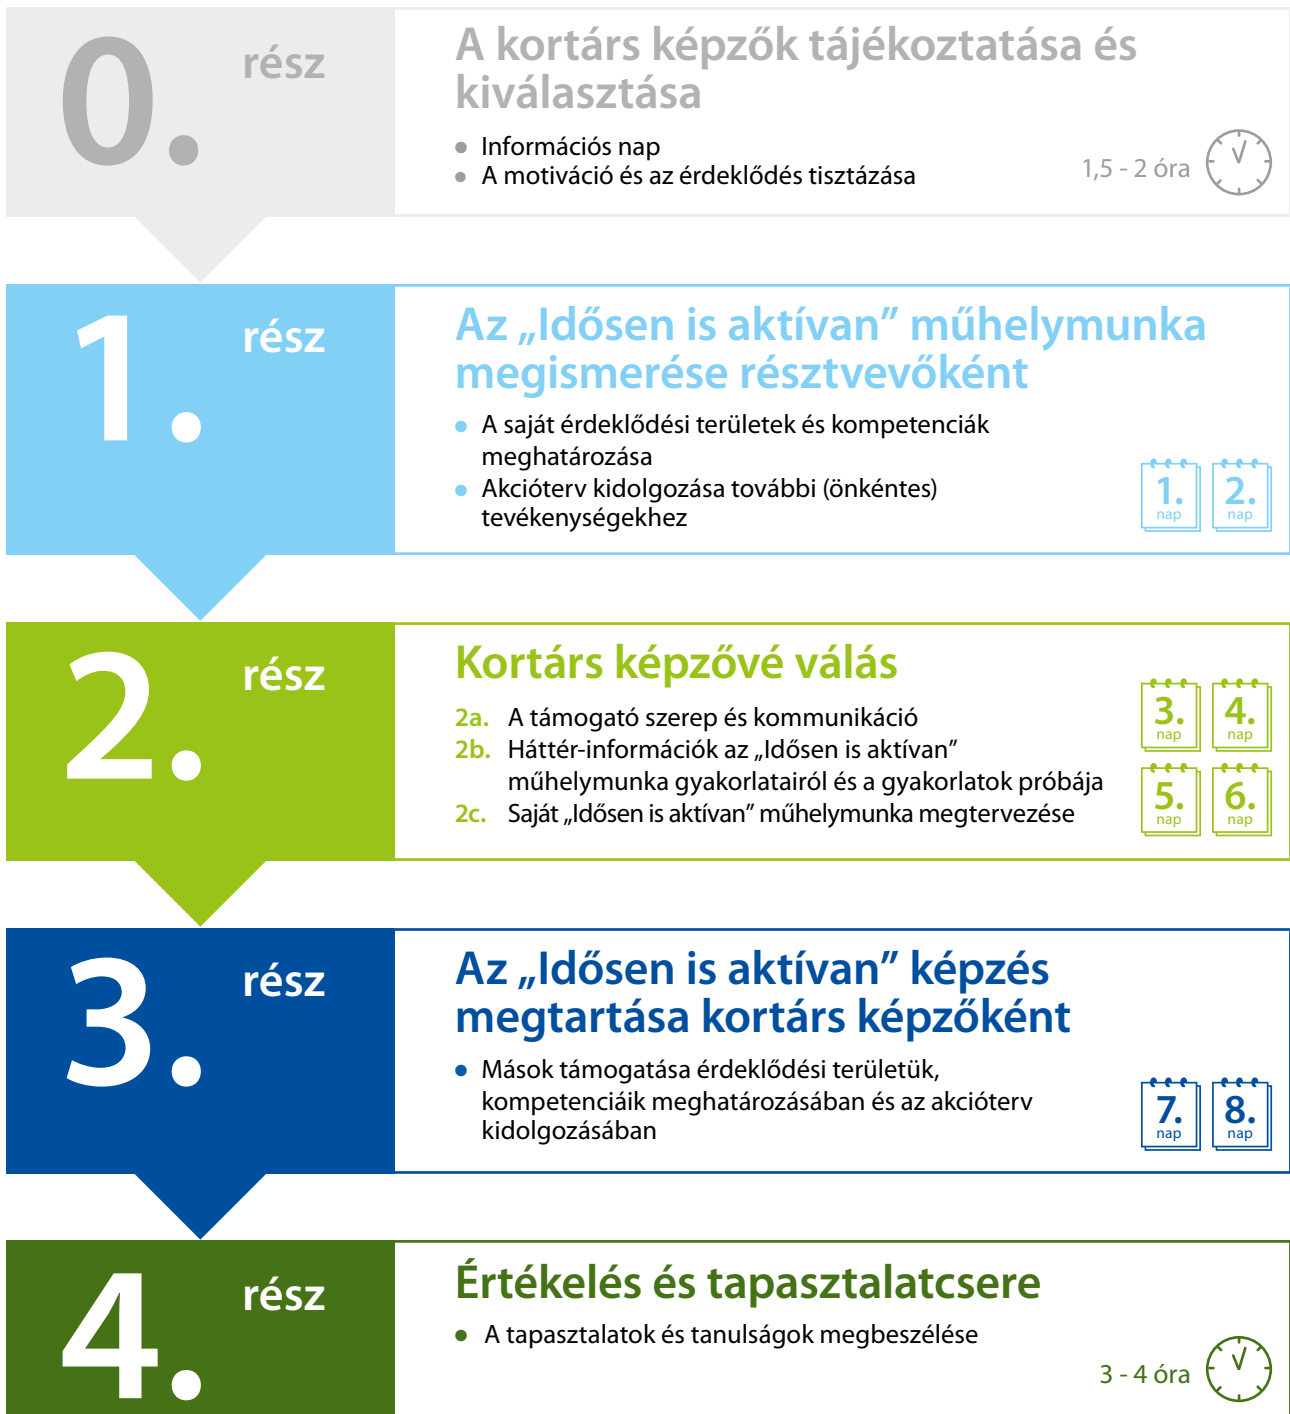 0. rész
A kortárs képzők tájékoztatása és
kiválasztása
• Információs nap
• A motiváció és az érdeklődés tisztázása
1,5 - 2 óra
1. rész
Az „Idősen is aktívan” műhelymunka
megismerése résztvevőként
• A saját érdeklődési területek és kompetenciák
meghatározása
• Akcióterv kidolgozása további (önkéntes)
tevékenységekhez
1. nap 2. nap
2. rész
Kortárs képzővé válás
2a. A támogató szerep és kommunikáció
2b. Háttér-információk az „Idősen is aktívan”
műhelymunka gyakorlatairól és a gyakorlatok próbája
2c. Saját „Idősen is aktívan” műhelymunka megtervezése
3. nap 4. nap
5. nap 6. nap
3. rész
Az „Idősen is aktívan” képzés
megtartása kortárs képzőként
• Mások támogatása érdeklődési területük,
kompetenciáik meghatározásában és az akcióterv
kidolgozásában
7. nap 8. nap
4. rész
Értékelés és tapasztalatcsere
• A tapasztalatok és tanulságok megbeszélése
3 - 4 óra